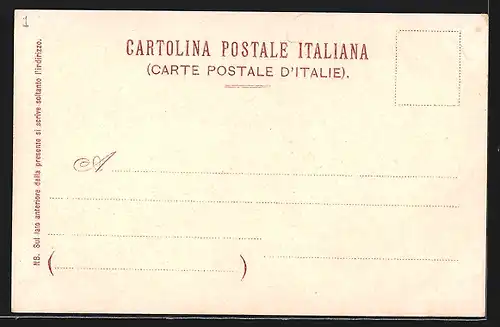 1
CARTOLINA POSTALE ITALIANA
(CARTE POSTALE D'ITALIE).
A
( )
NB. Sul lato anteriore della presente si scrive soltanto l'indirizzo.